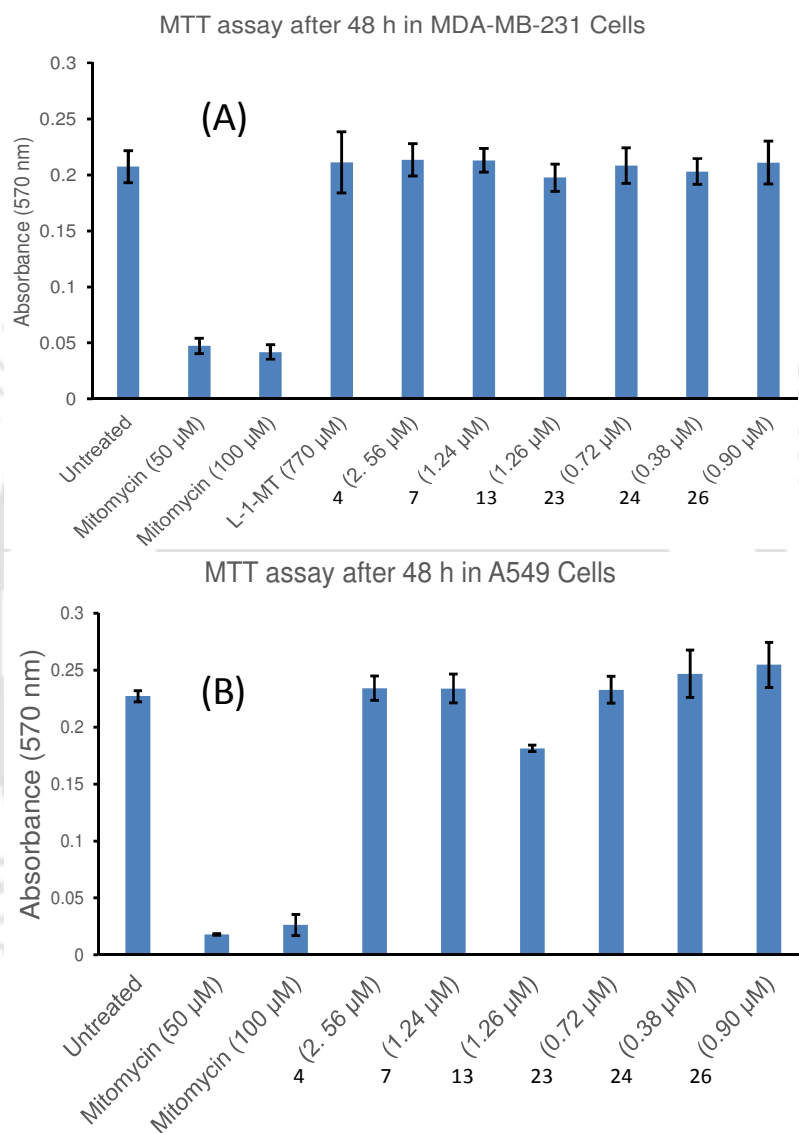 MTT assay after 48 h in MDA-MB-231 Cells
(A)
Absorbance (570 nm)
0.3
0.25
0.2
0.15
0.1
0.05
0
Untreated
Mitomycin (50 µM)
Mitomycin (100 µM)
L-1-MT (770 µM)
4 (2. 56 µM)
7 (1.24 µM)
13 (1.26 µM)
23 (0.72 µM)
24 (0.38 µM)
26 (0.90 µM)
MTT assay after 48 h in A549 Cells
(B)
Absorbance (570 nm)
0.3
0.25
0.2
0.15
0.1
0.05
0
Untreated
Mitomycin (50 µM)
Mitomycin (100 µM)
4 (2. 56 µM)
7 (1.24 µM)
13 (1.26 µM)
23 (0.72 µM)
24 (0.38 µM)
26 (0.90 µM)